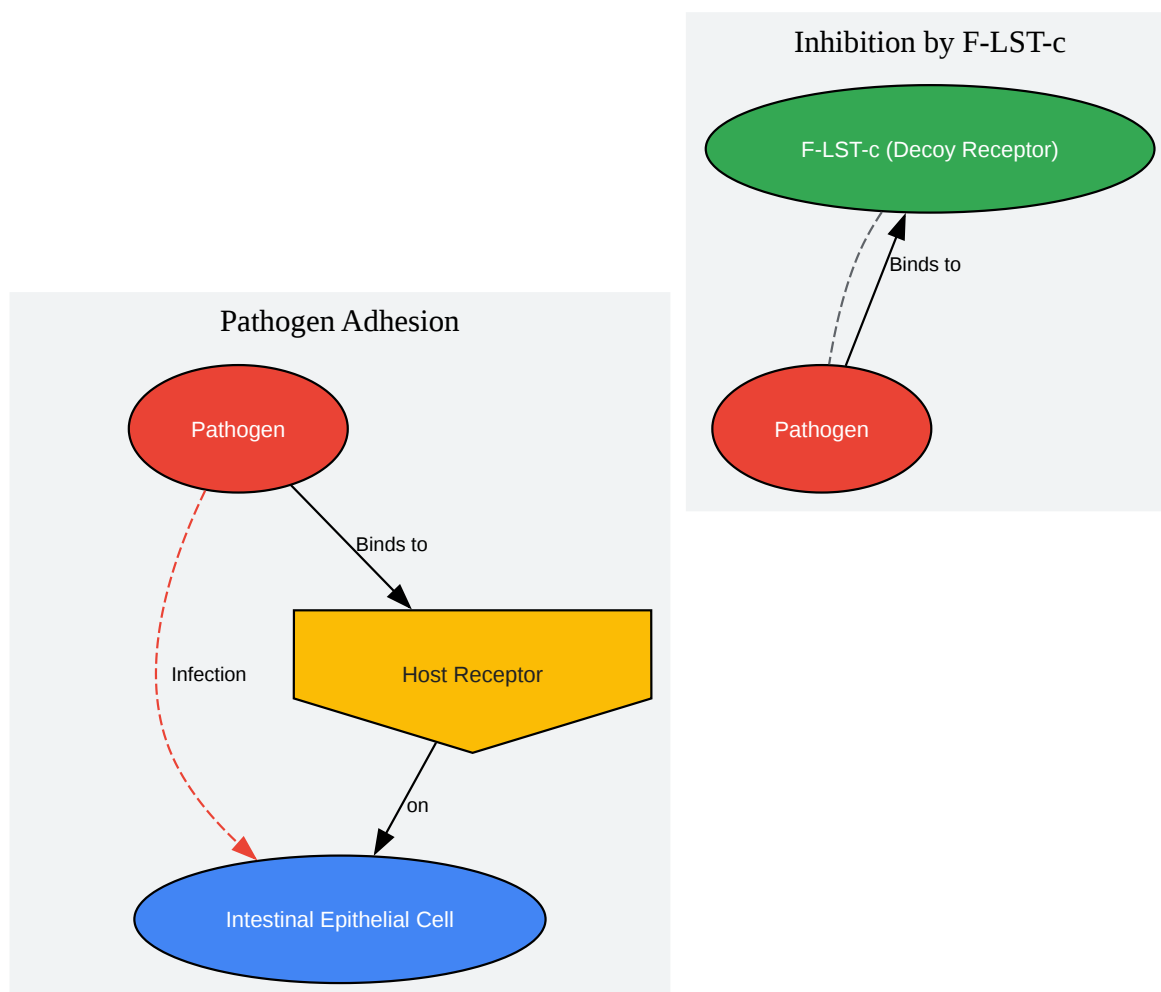 Inhibition by F-LST-c
F-LST-c (Decoy Receptor)
Binds to
Pathogen
Pathogen Adhesion
Pathogen
Binds to
Infection
Host Receptor
on
Intestinal Epithelial Cell